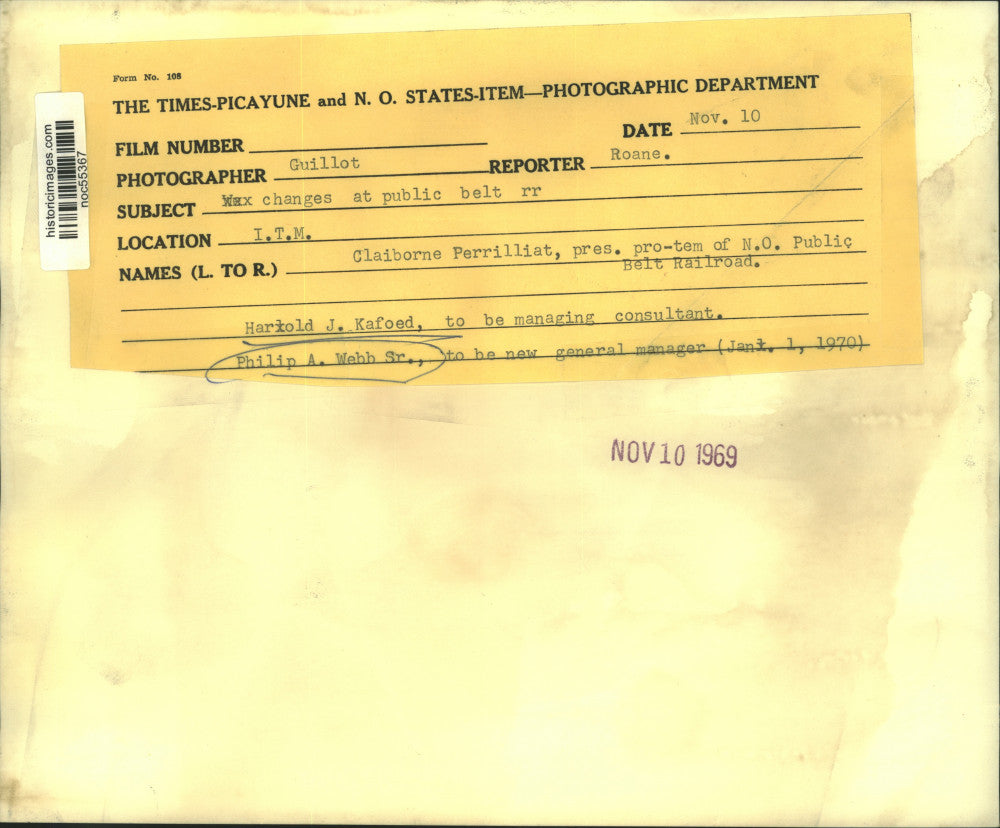 Form No. 108
THE TIMES-PICAYUNE and N. O. STATES-ITEM—PHOTOGRAPHIC DEPARTMENT
DATE Nov. 10
FILM NUMBER
PHOTOGRAPHER Guillot REPORTER Roane.
SUBJECT changes at public belt rr
LOCATION I.T.M.
NAMES (L. TO R.) Claiborne Perrilliat, pres. pro-tem of N.O. Public
Belt Railroad.
Harold J. Kafoed, to be managing consultant.
Philip A. Webb Sr., to be new general manager (Jan. 1, 1970)
NOV 10 1969
historicimages.com
noc55367